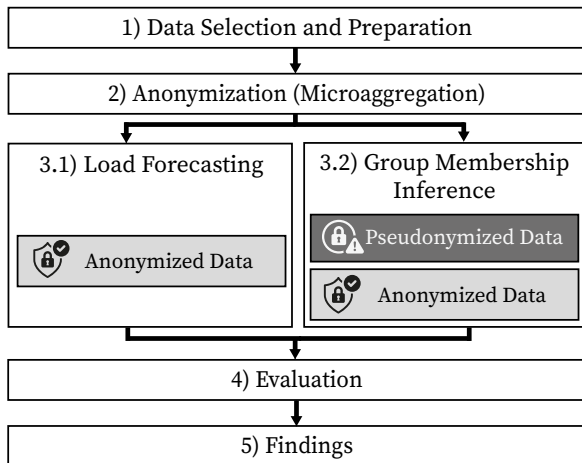 1) Data Selection and Preparation
2) Anonymization (Microaggregation)
3.1) Load Forecasting
Anonymized Data
3.2) Group Membership
Inference
Pseudonymized Data
Anonymized Data
4) Evaluation
5) Findings